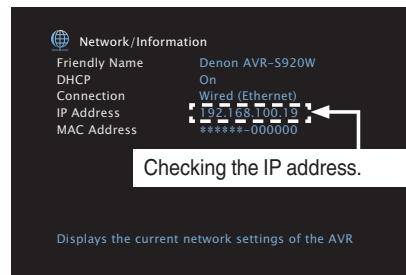 Network/Information
Friendly Name Denon AVR-S920W
DHCP On
Connection Wired (Ethernet)
IP Address 192.168.100.19
MAC Address ******-000000
Checking the IP address.
Displays the current network settings of the AVR